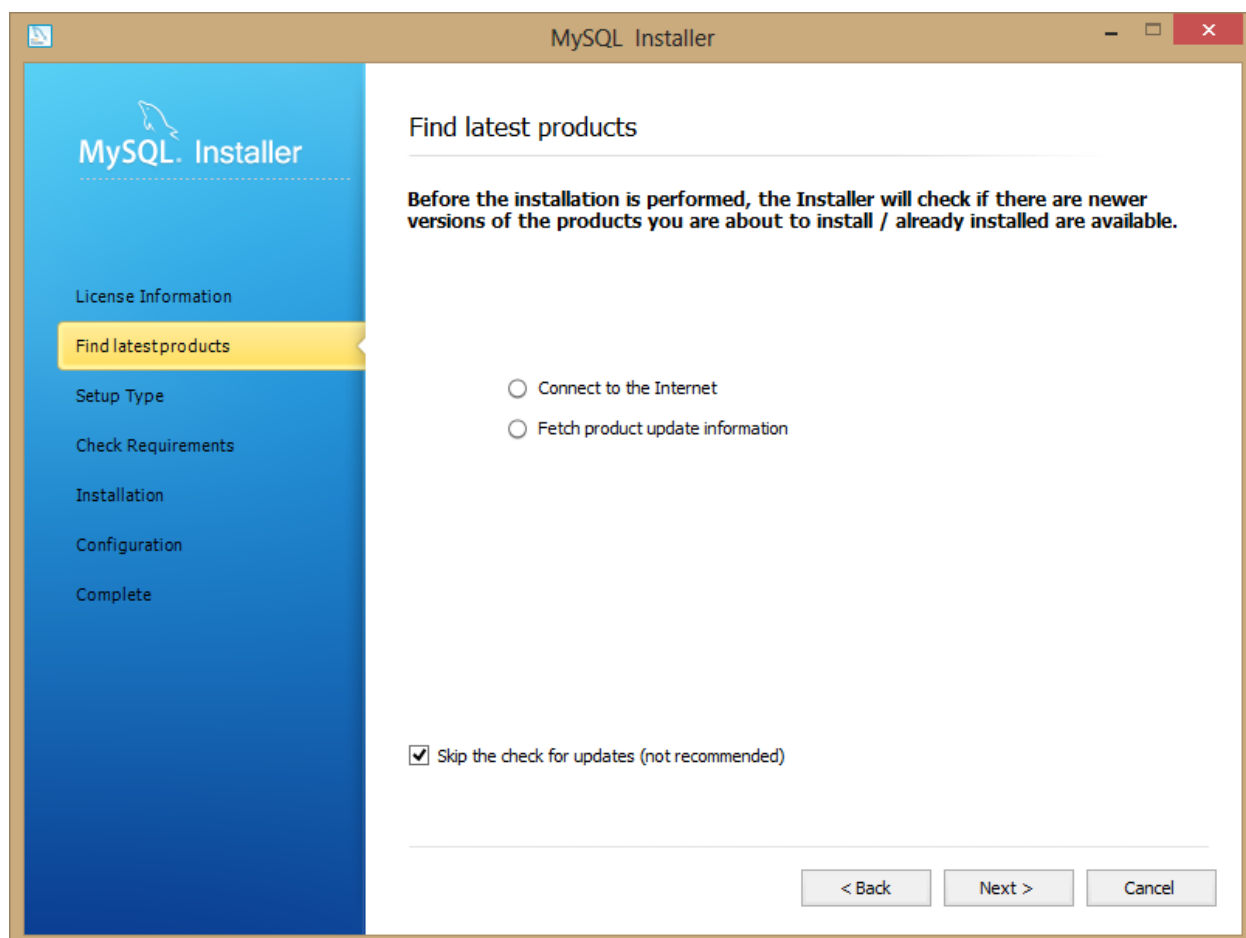 MySQL Installer
MySQL. Installer
Find latest products
Before the installation is performed, the Installer will check if there are newer
versions of the products you are about to install / already installed are available.
License Information
Find latest products
Setup Type
Check Requirements
Installation
Configuration
Complete
Connect to the Internet
Fetch product update information
Skip the check for updates (not recommended)
< Back
Next >
Cancel